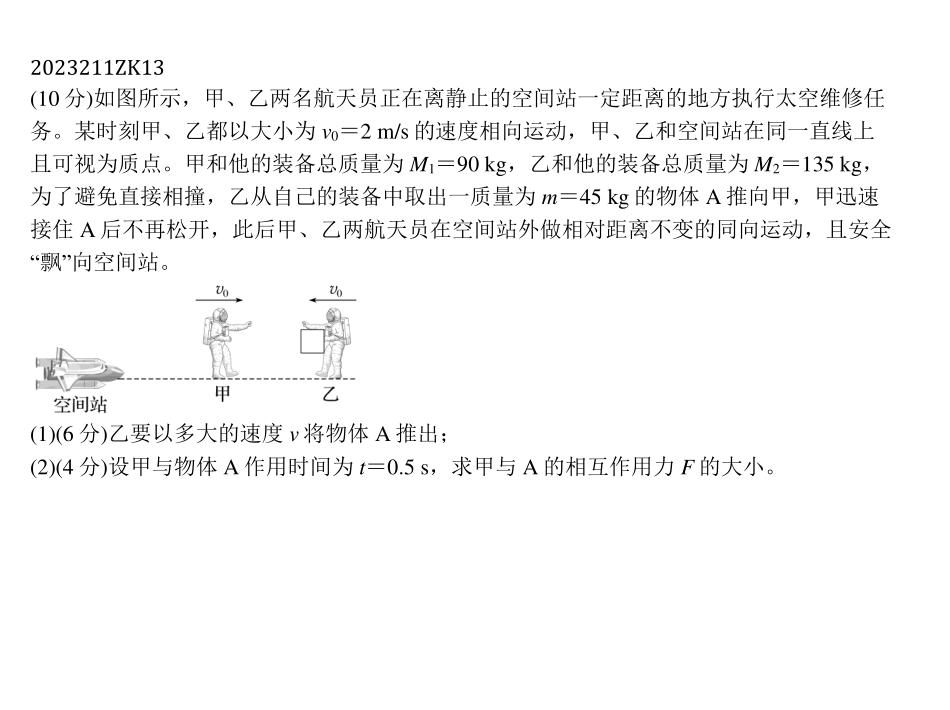 2023211ZK13
(10 分)如图所示，甲、乙两名航天员正在离静止的空间站一定距离的地方执行太空维修任
务。某时刻甲、乙都以大小为 v₀＝2 m/s 的速度相向运动，甲、乙和空间站在同一直线上
且可视为质点。甲和他的装备总质量为 M₁＝90 kg，乙和他的装备总质量为 M₂＝135 kg，
为了避免直接相撞，乙从自己的装备中取出一质量为 m＝45 kg 的物体 A 推向甲，甲迅速
接住 A 后不再松开，此后甲、乙两航天员在空间站外做相对距离不变的同向运动，且安全
“飘”向空间站。
v₀ v₀
甲 乙
空间站
(1)(6 分)乙要以多大的速度 v 将物体 A 推出；
(2)(4 分)设甲与物体 A 作用时间为 t＝0.5 s，求甲与 A 的相互作用力 F 的大小。